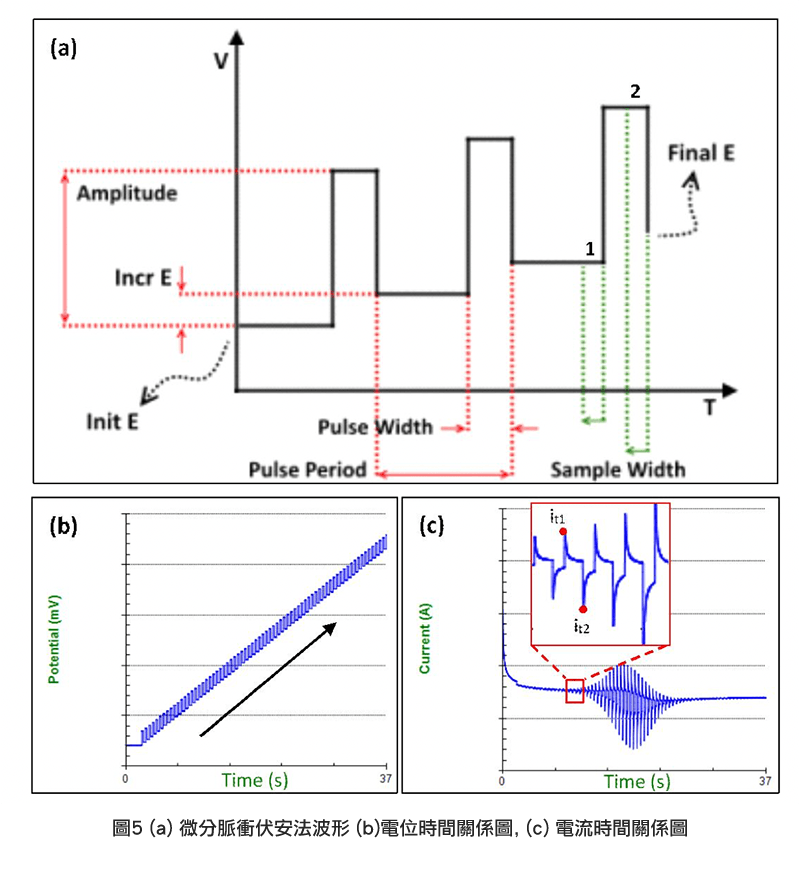 (a)
V
2
Final E
Amplitude
1
Incr E
Init E
T
Pulse Width
Pulse Period
Sample Width
(b)
Potential (mV)
0
Time (s)
37
(c)
Current (A)
it1
it2
0
Time (s)
37
圖5 (a) 微分脈衝伏安法波形 (b)電位時間關係圖, (c) 電流時間關係圖